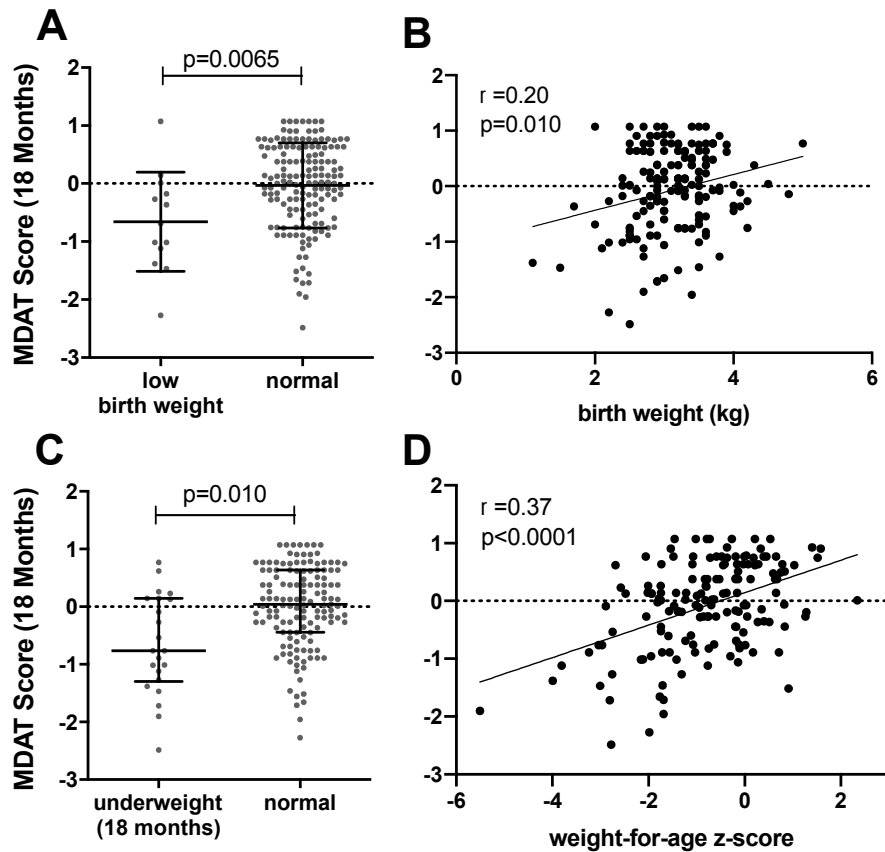 A
p=0.0065
MDAT Score (18 Months)
2
1
0
-1
-2
-3
low
birth weight
normal
B
r =0.20
p=0.010
2
1
0
-1
-2
-3
0
2
4
6
birth weight (kg)
C
p=0.010
MDAT Score (18 Months)
2
1
0
-1
-2
-3
underweight
(18 months)
normal
D
r =0.37
p<0.0001
2
1
0
-1
-2
-3
-6
-4
-2
0
2
weight-for-age z-score